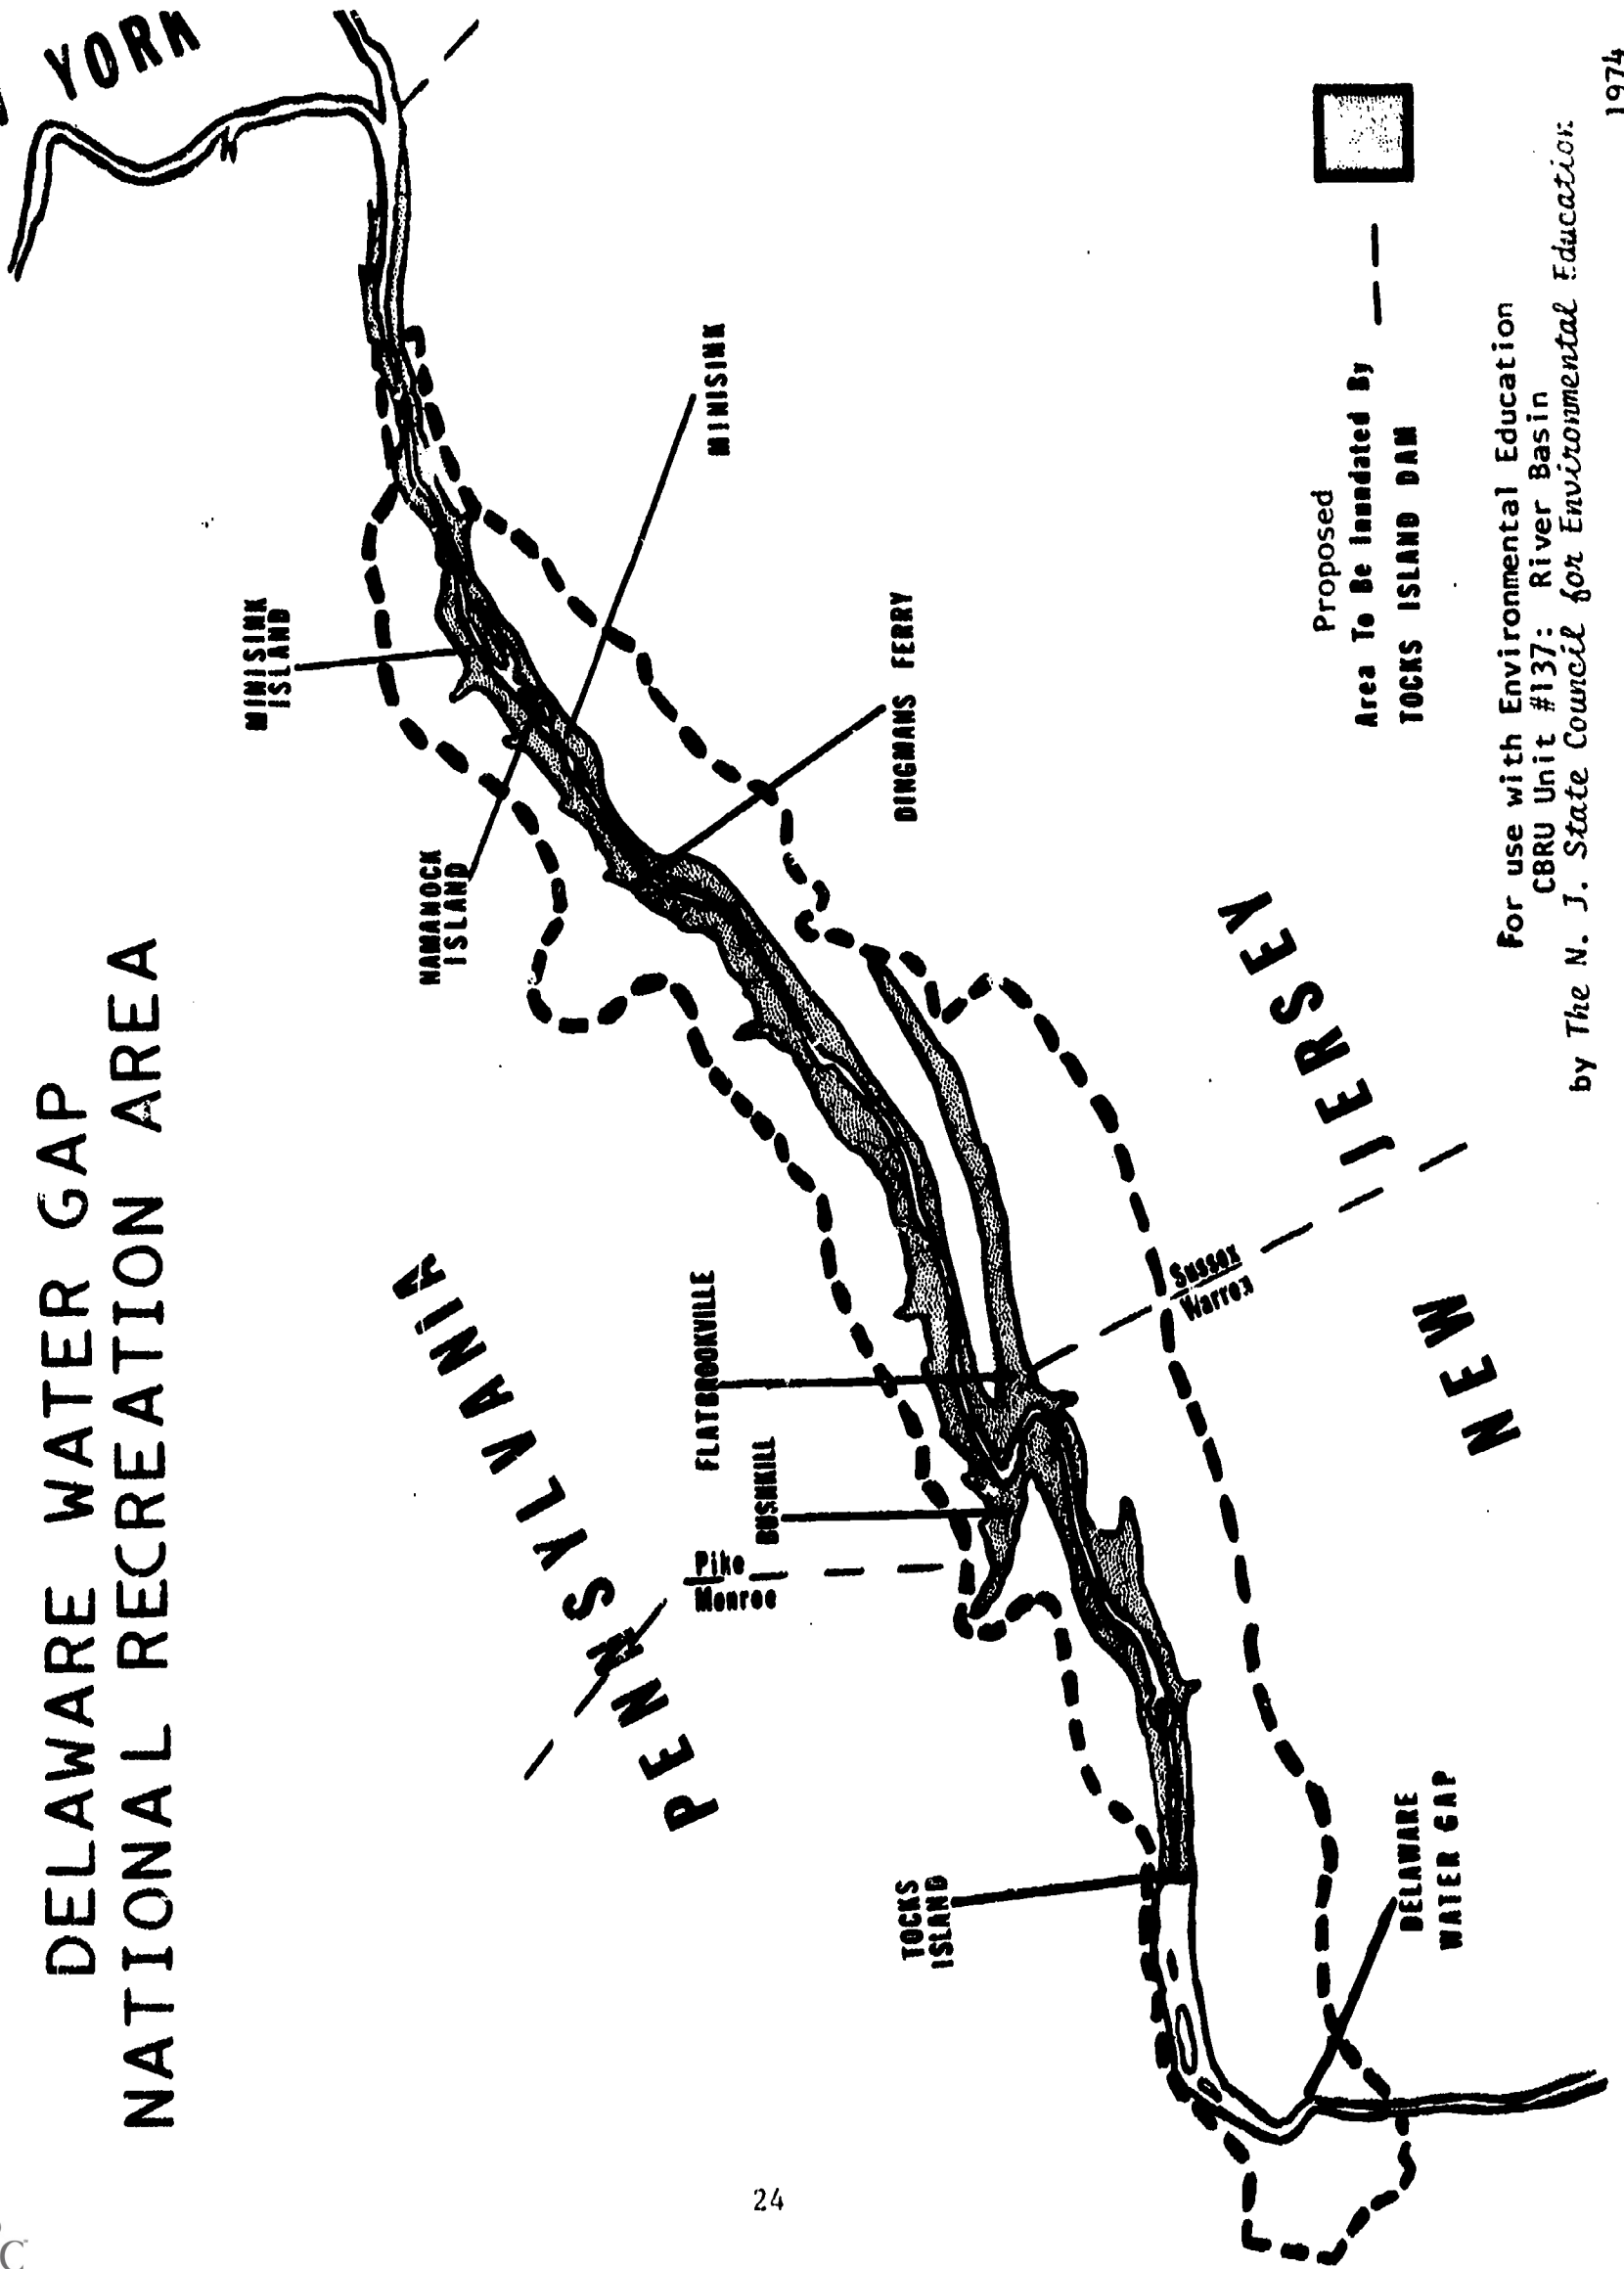 DELAWARE WATER GAP
NATIONAL RECREATION AREA
YORK
PENNSYLVANIA
MINISINK
ISLAND
NAMANOCK
ISLAND
MINISINK
DINGMANS FERRY
FLATBROOKVILLE
BUSHKILL
Pike
Monroe
Sussex
Warren
NEW JERSEY
TOCKS
ISLAND
DELAWARE
WATER GAP
Proposed
Area To Be Inundated By
TOCKS ISLAND DAM
For use with Environmental Education
CBRU Unit #137: River Basin
by The N. J. State Council for Environmental Education
1974
24